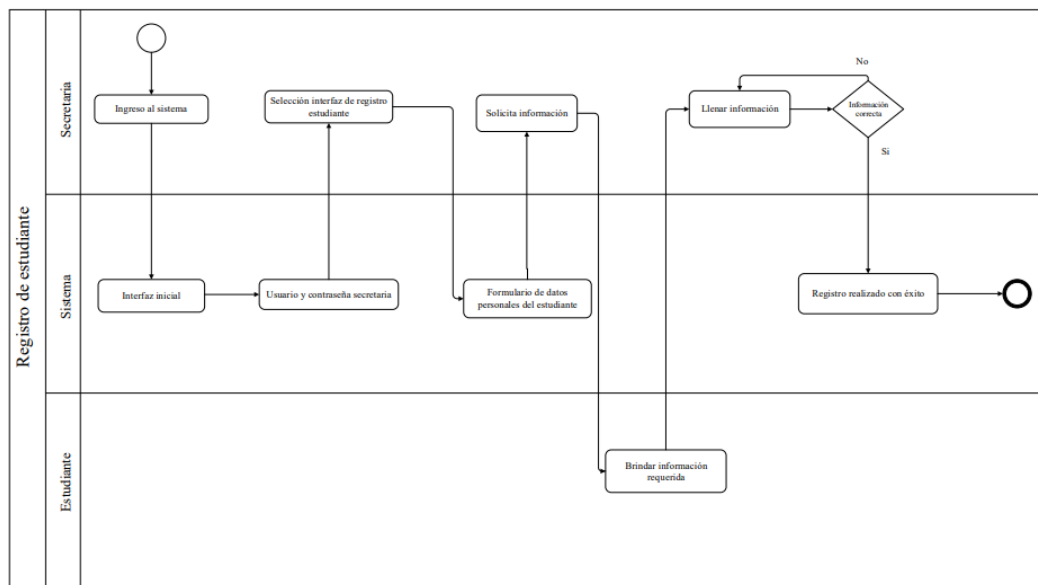 Registro de estudiante
Secretaria
Ingreso al sistema
Selección interfaz de registro
estudiante
Solicita información
Llenar información
No
Información
correcta
Si
Sistema
Interfaz inicial
Usuario y contraseña secretaria
Formulario de datos
personales del estudiante
Registro realizado con éxito
Estudiante
Brindar información
requerida